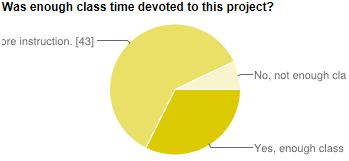 Was enough class time devoted to this project?
ore instruction. [43]
No, not enough cla
Yes, enough class